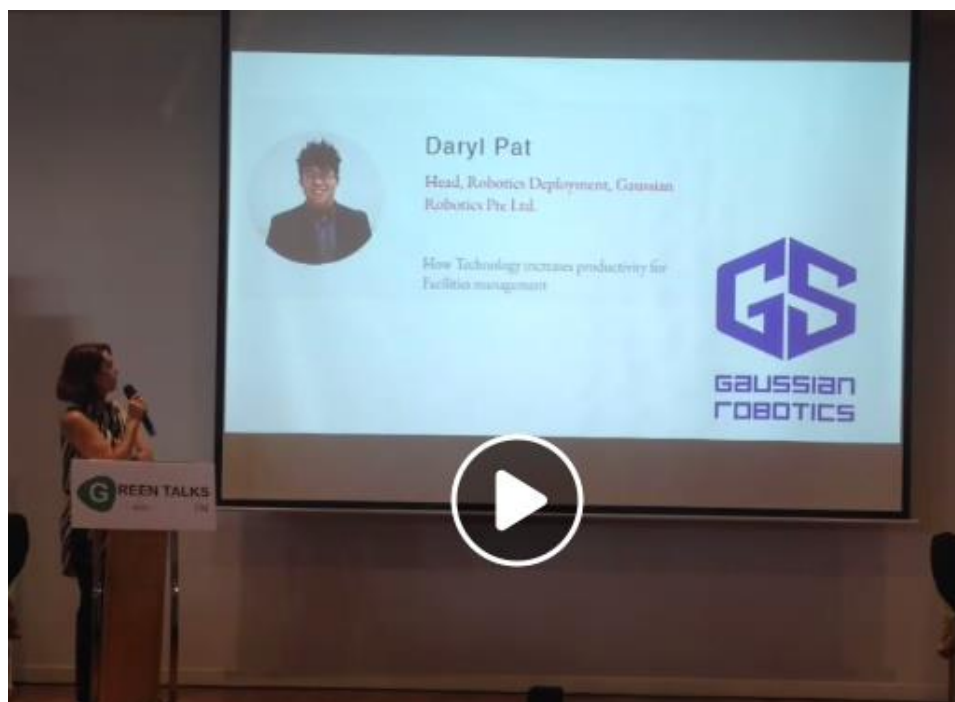 Daryl Pat
Head, Robotics Deployment, Gaussian
Robotics Pte Ltd.
How Technology increases productivity for
Facilities management
GS
GAUSSIAN
ROBOTICS
GREEN TALKS